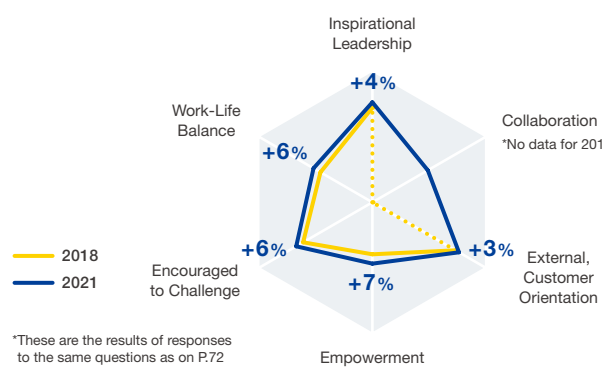 Inspirational
Leadership
+4%
Work-Life
Balance
+6%
Collaboration
*No data for 201
+6%
+3%
2018
2021
Encouraged
to Challenge
+7%
External,
Customer
Orientation
*These are the results of responses
to the same questions as on P.72
Empowerment